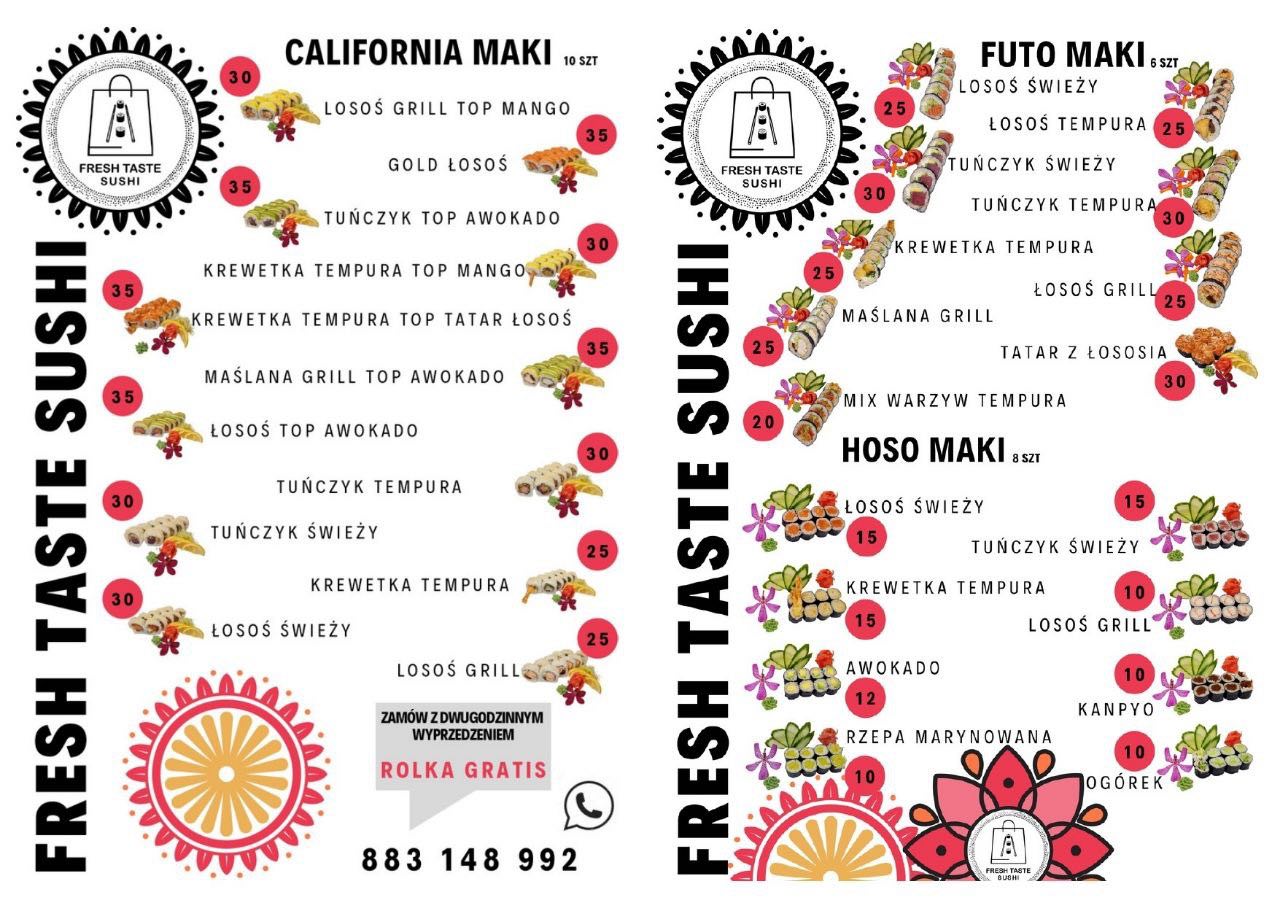 FRESH TASTE
SUSHI
FRESH TASTE SUSHI
CALIFORNIA MAKI 10 SZT
30
LOSOŚ GRILL TOP MANGO
35
GOLD ŁOSOŚ
35
TUŃCZYK TOP AWOKADO
30
KREWETKA TEMPURA TOP MANGO
35
KREWETKA TEMPURA TOP TATAR ŁOSOŚ
35
MAŚLANA GRILL TOP AWOKADO
35
ŁOSOŚ TOP AWOKADO
30
TUŃCZYK TEMPURA
30
TUŃCZYK ŚWIEŻY
25
KREWETKA TEMPURA
30
ŁOSOŚ ŚWIEŻY
25
LOSOŚ GRILL
ZAMÓW Z DWUGODZINNYM
WYPRZEDZENIEM
ROLKA GRATIS
883 148 992
FRESH TASTE
SUSHI
FRESH TASTE SUSHI
FUTO MAKI 6 SZT
LOSOŚ ŚWIEŻY
25
ŁOSOŚ TEMPURA
25
TUŃCZYK ŚWIEŻY
30
TUŃCZYK TEMPURA
30
KREWETKA TEMPURA
25
ŁOSOŚ GRILL
25
MAŚLANA GRILL
25
TATAR Z ŁOSOSIA
30
MIX WARZYW TEMPURA
20
HOSO MAKI 8 SZT
ŁOSOŚ ŚWIEŻY
15
15
TUŃCZYK ŚWIEŻY
KREWETKA TEMPURA
15
10
LOSOŚ GRILL
AWOKADO
12
10
KANPYO
RZEPA MARYNOWANA
10
10
OGÓREK
FRESH TASTE
SUSHI